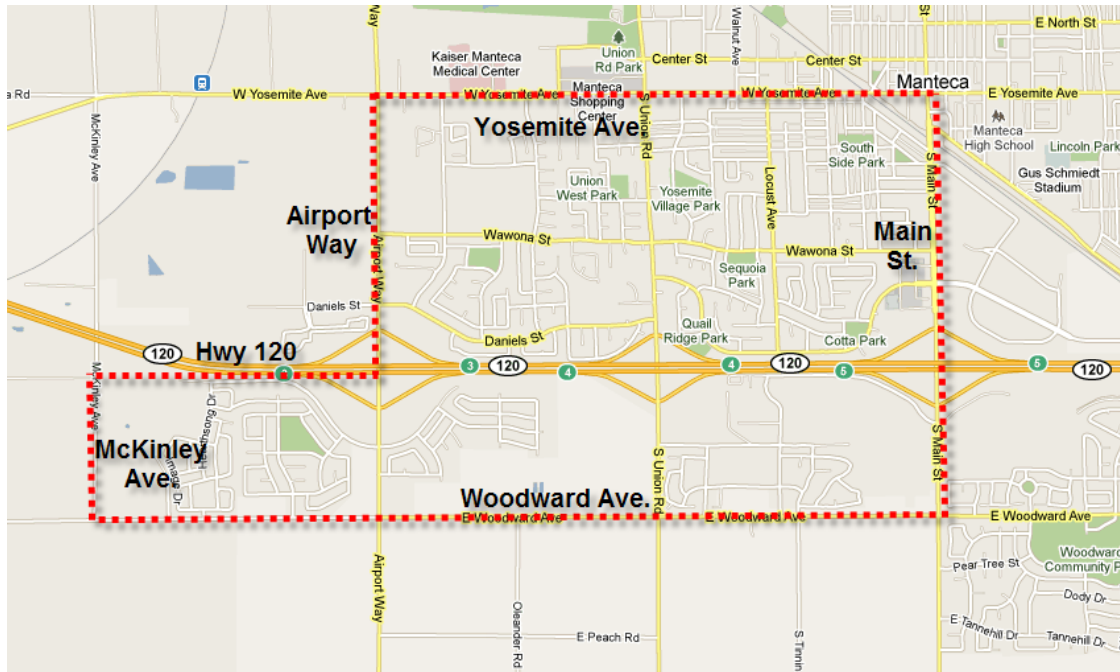 E North St
Walnut Ave
Union
Rd Park
Kaiser Manteca
Medical Center
Center St
Center St
Manteca
Way
St
W Yosemite Ave
W Yosemite Ave
Manteca
Shopping
Center
W Yosemite Ave
E Yosemite Ave
Yosemite Ave.
S Union Rd
McKinley Ave
Manteca
High School
Lincoln Park
Gus Schmiedt
Stadium
South
Side Park
S Main St
Locust Ave
Union
West Park
Yosemite
Village Park
Airport
Way
Airport Way
Wawona St
Wawona St
Main
St.
Sequoia
Park
Daniels St
Daniels St
Quail
Ridge Park
Cotta Park
Hwy 120
120
3
120
4
4
120
5
5
120
McKinley Ave
McKinley
Ave.
S Union Rd
S Main St
Woodward Ave.
E Woodward Ave
E Woodward Ave
E Woodward Ave
Airport Way
Oleander Rd
E Peach Rd
Pear Tree St
Dody Dr
E Tannehill Dr
Tannehill Dr